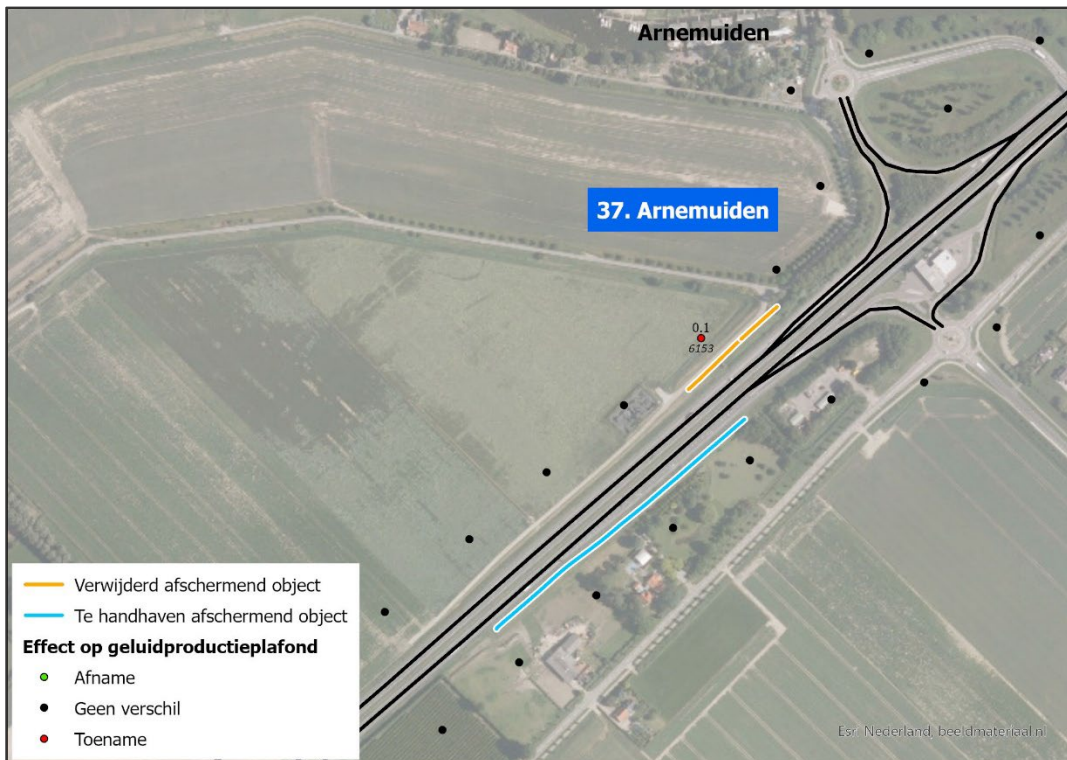 Arnemuiden
37. Arnemuiden
0.1
6153
Verwijderd afschermend object
Te handhaven afschermend object
Effect op geluidproductieplafond
Afname
Geen verschil
Toename
Esri Nederland, beeldmateriaal.nl